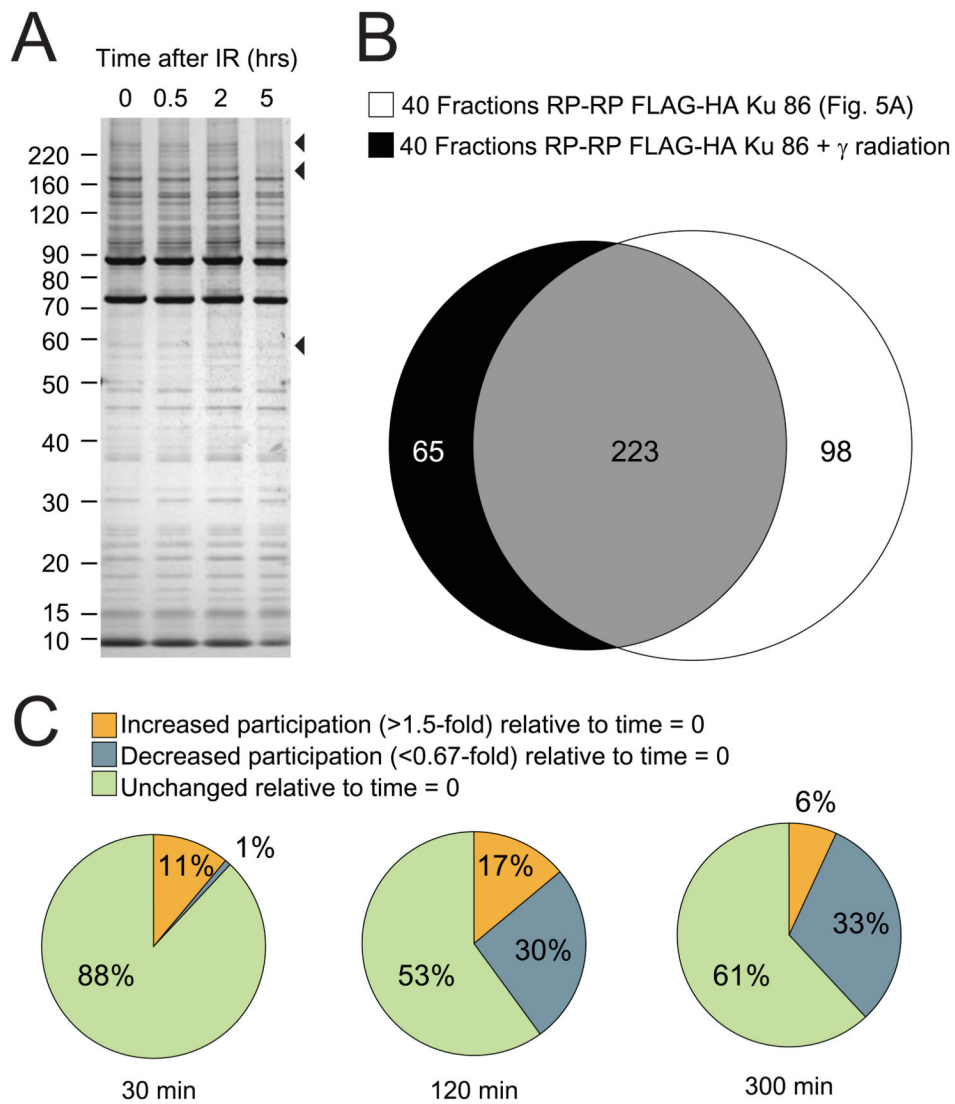 A
Time after IR (hrs)
0 0.5 2 5
220
160
120
90
80
70
60
50
40
30
20
15
10
B
40 Fractions RP-RP FLAG-HA Ku 86 (Fig. 5A)
40 Fractions RP-RP FLAG-HA Ku 86 + γ radiation
65 223 98
C
Increased participation (>1.5-fold) relative to time = 0
Decreased participation (<0.67-fold) relative to time = 0
Unchanged relative to time = 0
11% 1%
88%
30 min
17%
30%
53%
120 min
6%
33%
61%
300 min